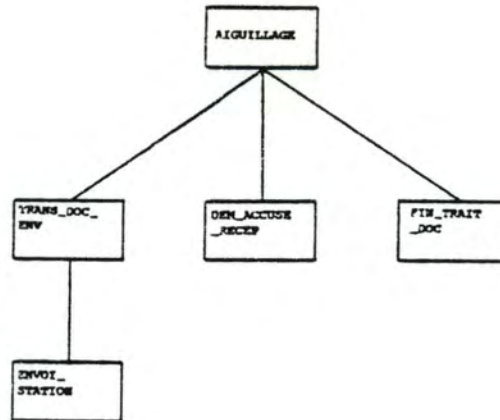 AIGUILLAGE
TRANS_DOC_
ENV
DEM_ACCUSE
_RECEP
FIN_TRAIT
_DOC
ENVOI_
STATION